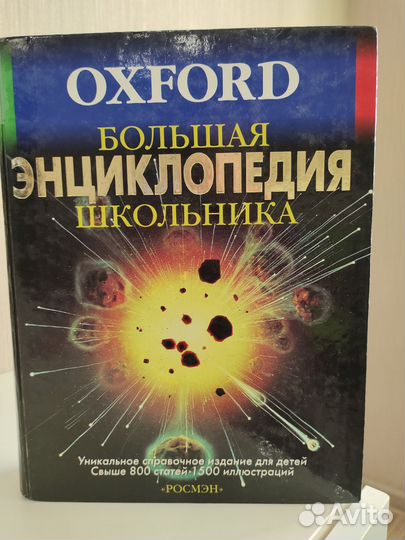 OXFORD
БОЛЬШАЯ
ЭНЦИКЛОПЕДИЯ
ШКОЛЬНИКА
Уникальное справочное издание для детей
Свыше 800 статей·1500 иллюстраций
«РОСМЭН»
Avito